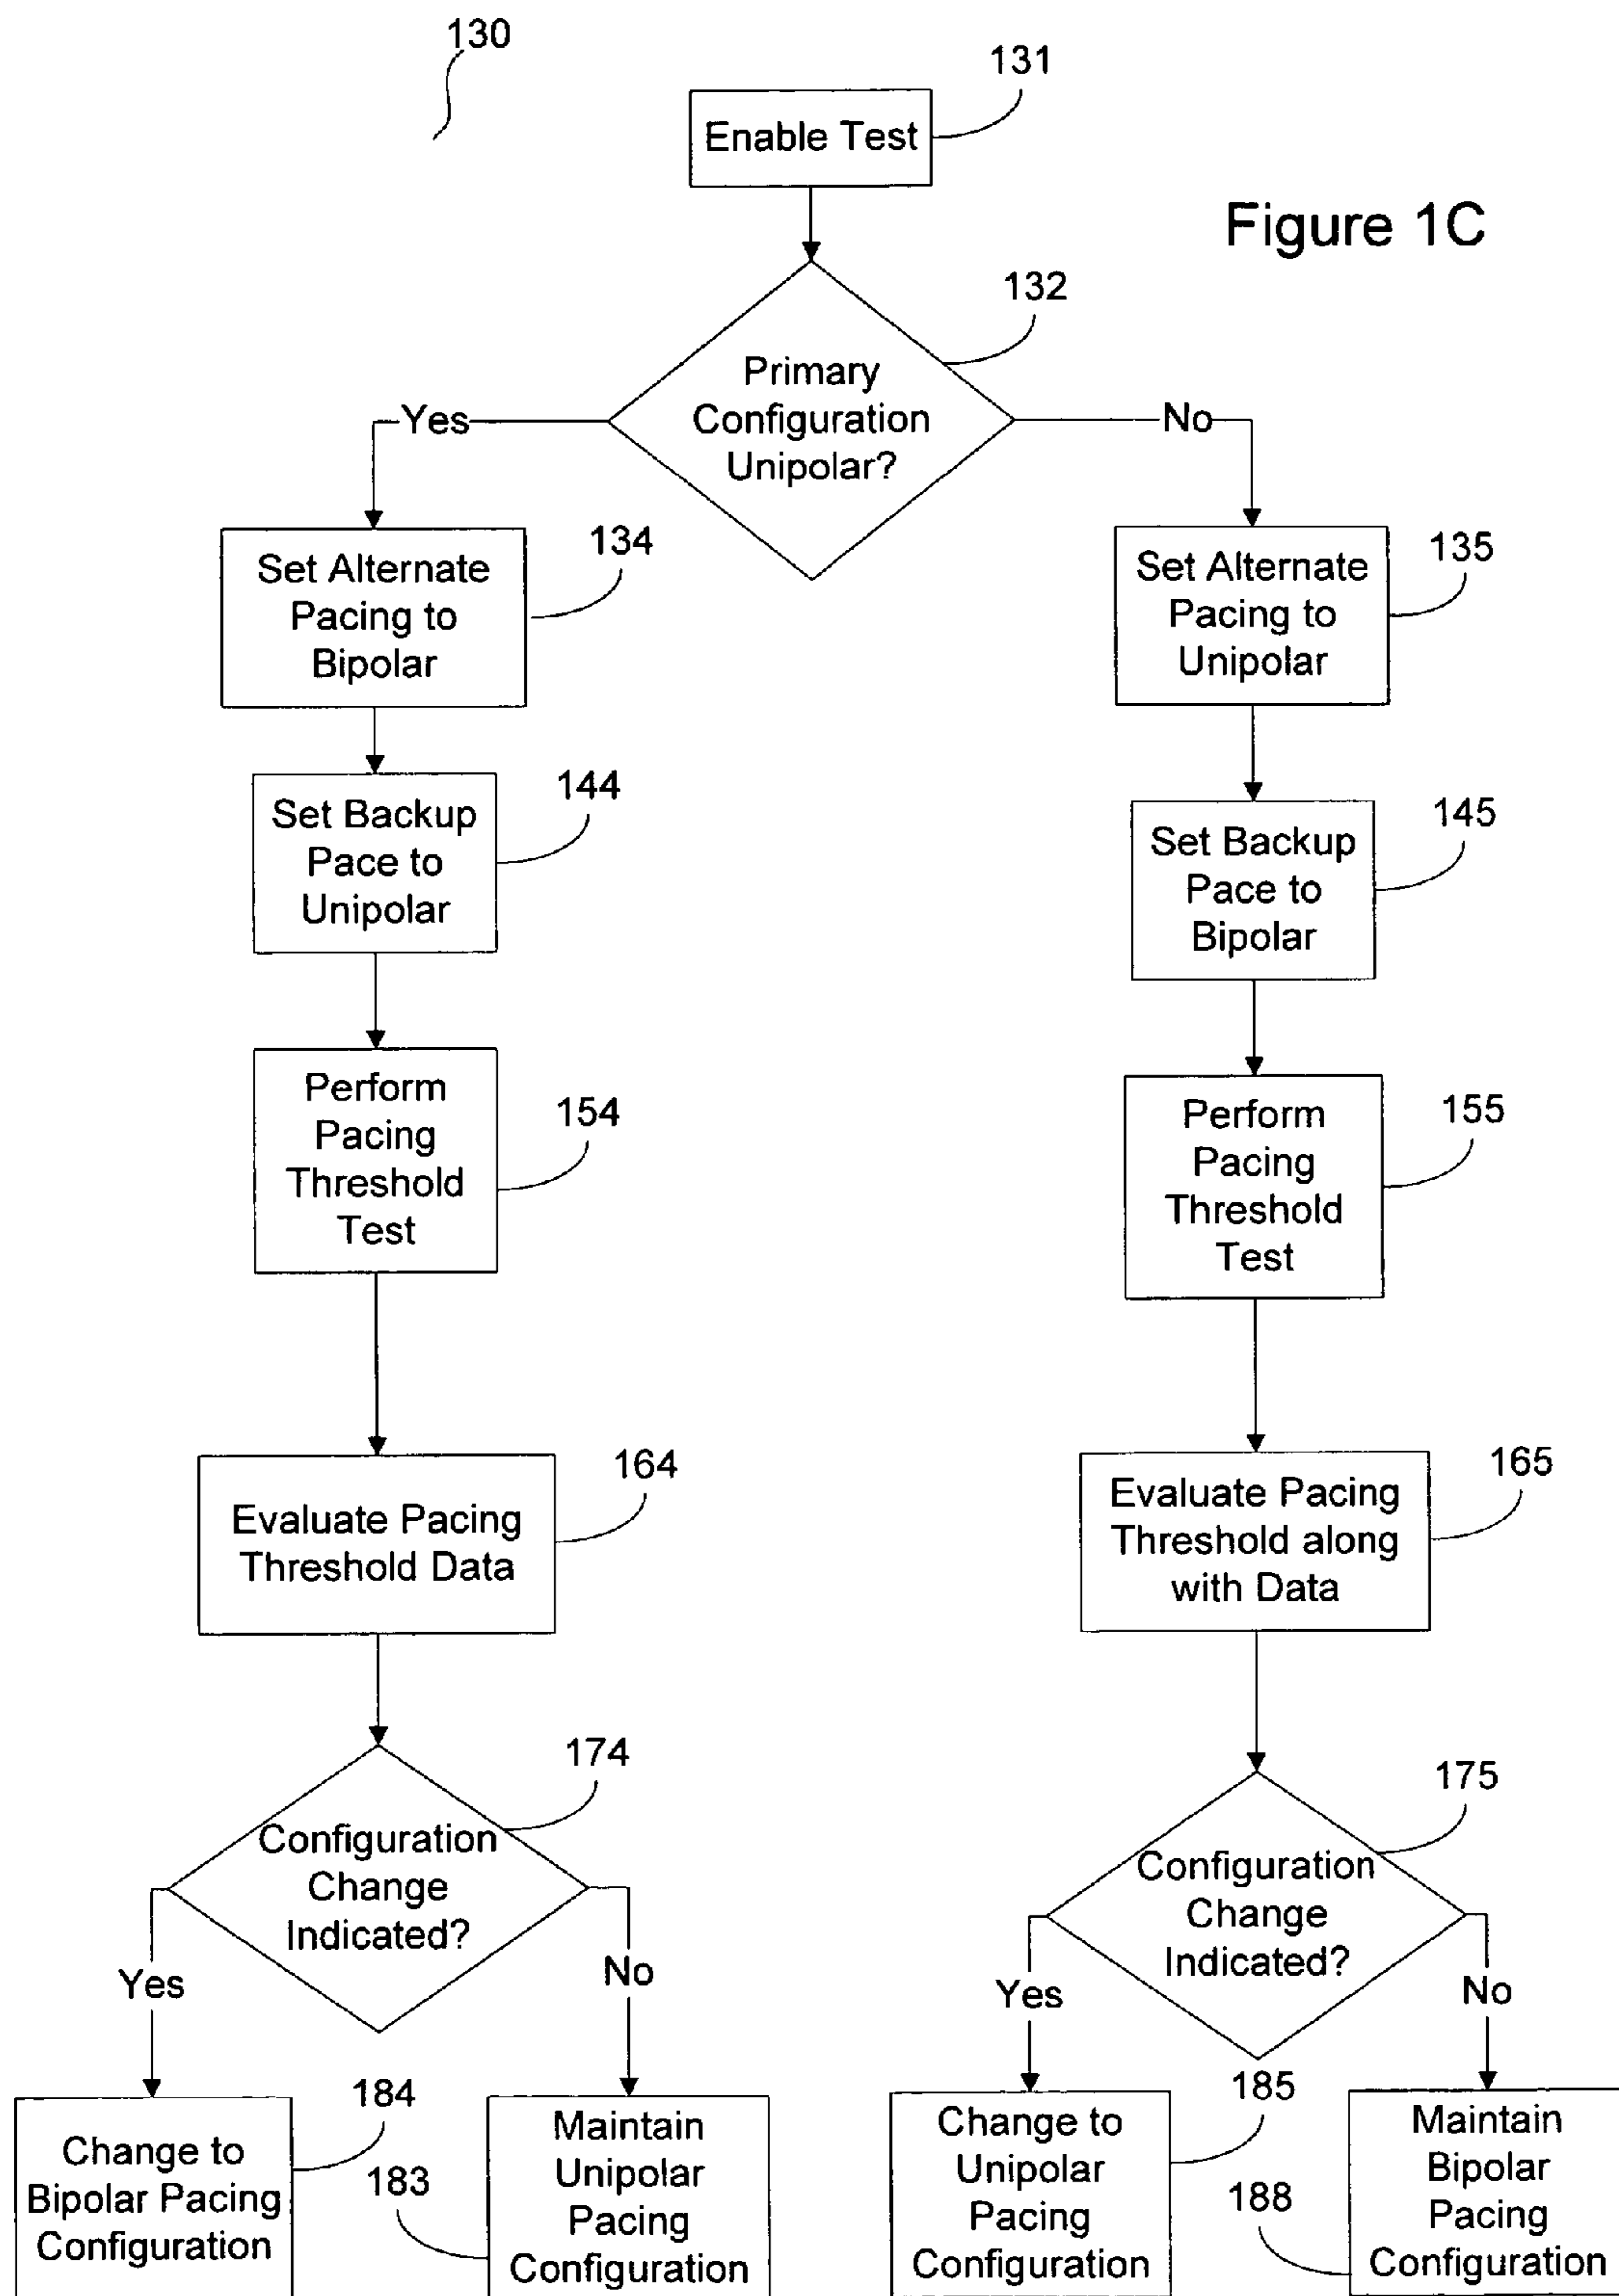 130
131
Enable Test
Figure 1C
132
Primary
Configuration
Unipolar?
Yes
No
134
Set Alternate
Pacing to
Bipolar
135
Set Alternate
Pacing to
Unipolar
144
Set Backup
Pace to
Unipolar
145
Set Backup
Pace to
Bipolar
154
Perform
Pacing
Threshold
Test
155
Perform
Pacing
Threshold
Test
164
Evaluate Pacing
Threshold Data
165
Evaluate Pacing
Threshold along
with Data
174
Configuration
Change
Indicated?
Yes
No
175
Configuration
Change
Indicated?
Yes
No
184
Change to
Bipolar Pacing
Configuration
183
Maintain
Unipolar
Pacing
Configuration
185
Change to
Unipolar
Pacing
Configuration
188
Maintain
Bipolar
Pacing
Configuration